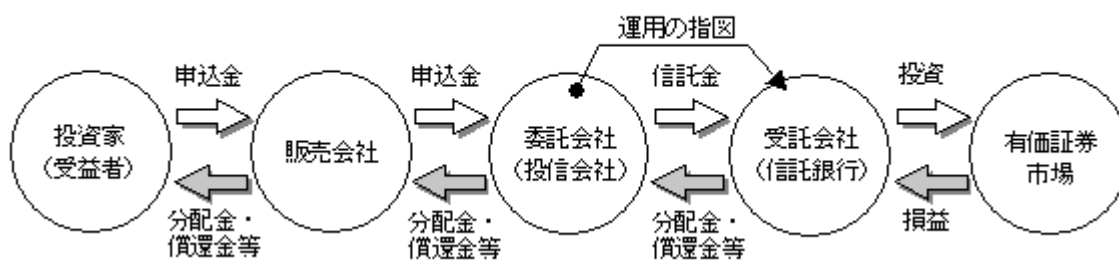 運用の指図
申込金
申込金
信託金
投資
投資家
(受益者)
販売会社
委託会社
(投信会社)
受託会社
(信託銀行)
有価証券
市場
分配金・
償還金等
分配金・
償還金等
分配金・
償還金等
損益